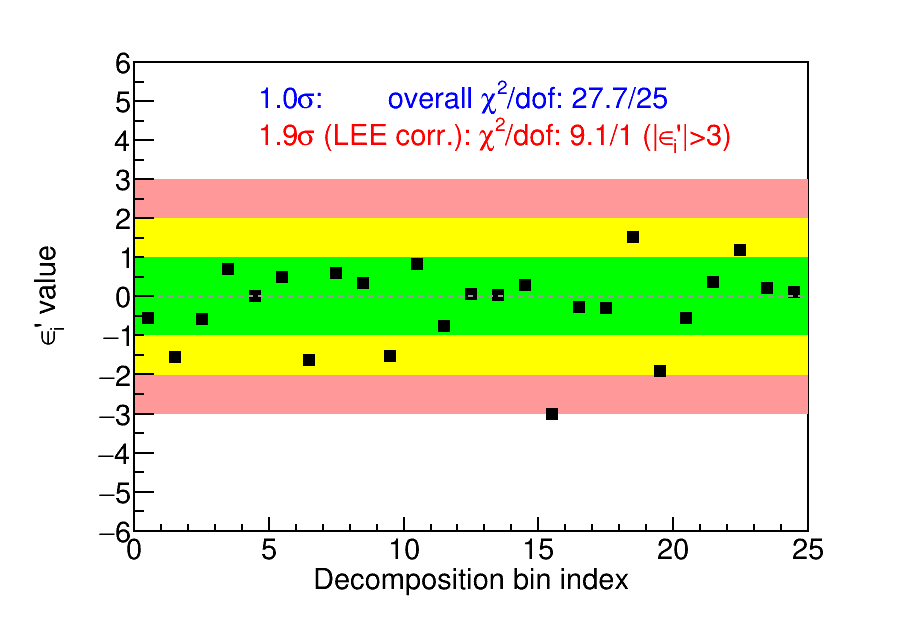 6
5
4
3
2
1
0
−1
−2
−3
−4
−5
−6
1.0σ: overall χ²/dof: 27.7/25
1.9σ (LEE corr.): χ²/dof: 9.1/1 (|ϵᵢ'|>3)
ϵᵢ' value
0 5 10 15 20 25
Decomposition bin index